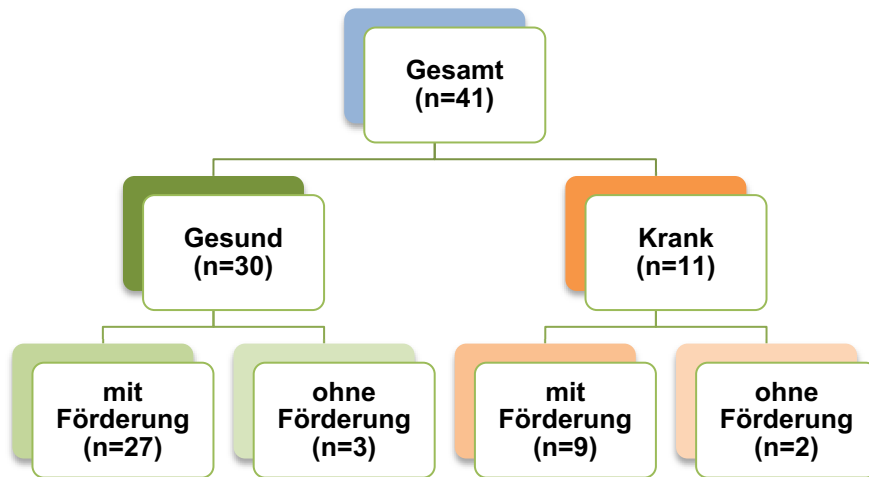 Gesamt
(n=41)
Gesund
(n=30)
Krank
(n=11)
mit
Förderung
(n=27)
ohne
Förderung
(n=3)
mit
Förderung
(n=9)
ohne
Förderung
(n=2)